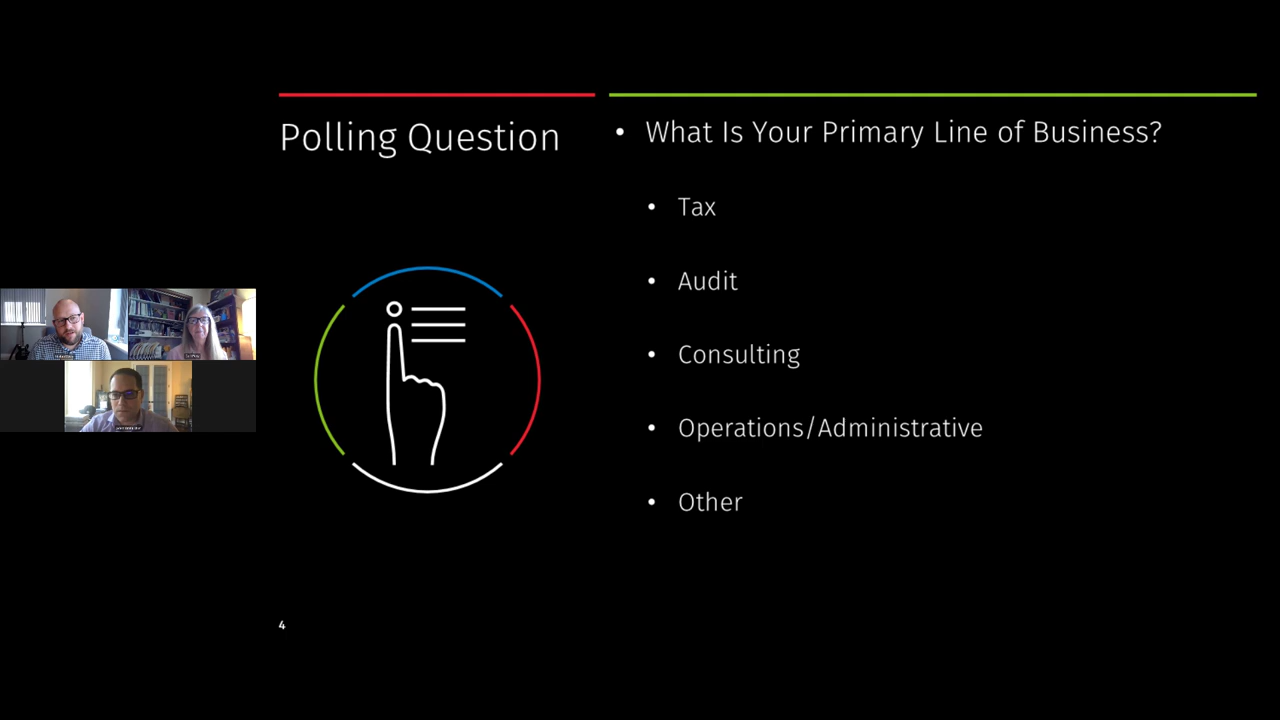 Polling Question
• What Is Your Primary Line of Business?
• Tax
• Audit
• Consulting
• Operations/Administrative
• Other
4